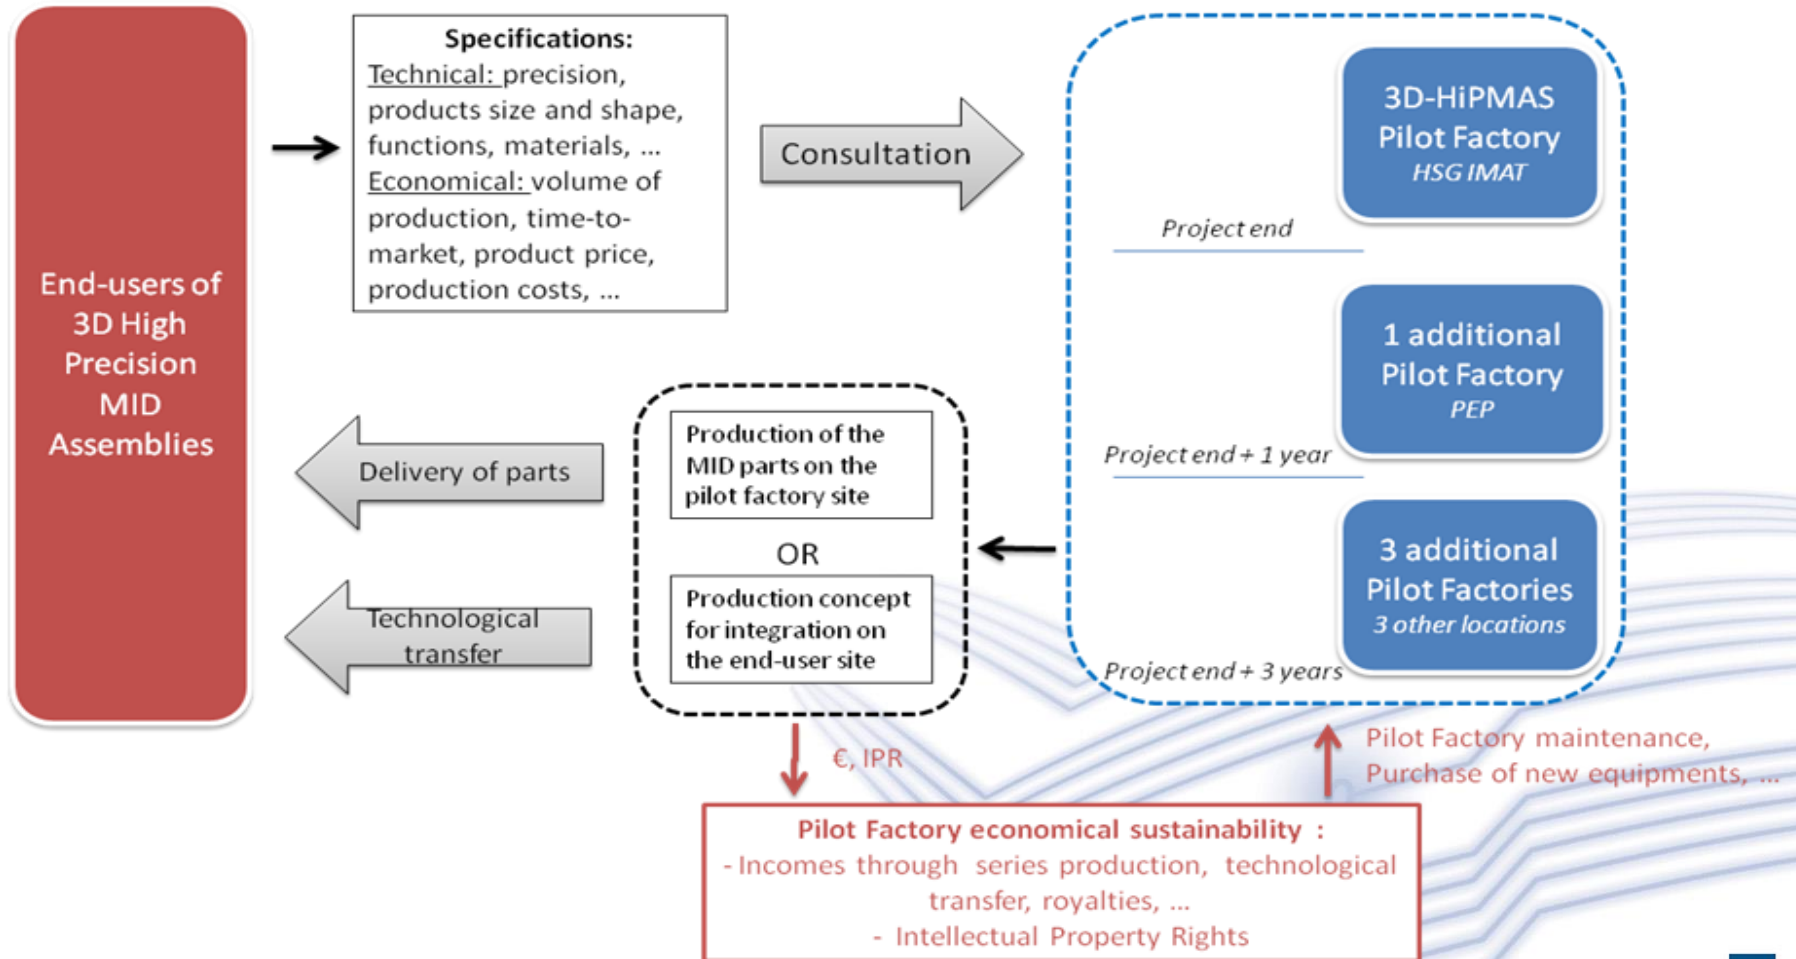 End-users of
3D High
Precision
MID
Assemblies
Specifications:
Technical: precision,
products size and shape,
functions, materials, ...
Economical: volume of
production, time-to-
market, product price,
production costs, ...
Consultation
3D-HiPMAS
Pilot Factory
HSG IMAT
Project end
1 additional
Pilot Factory
PEP
Project end + 1 year
3 additional
Pilot Factories
3 other locations
Project end + 3 years
Production of the
MID parts on the
pilot factory site
OR
Production concept
for integration on
the end-user site
Delivery of parts
Technological
transfer
€, IPR
Pilot Factory maintenance,
Purchase of new equipments, ...
Pilot Factory economical sustainability :
- Incomes through series production, technological
transfer, royalties, ...
- Intellectual Property Rights